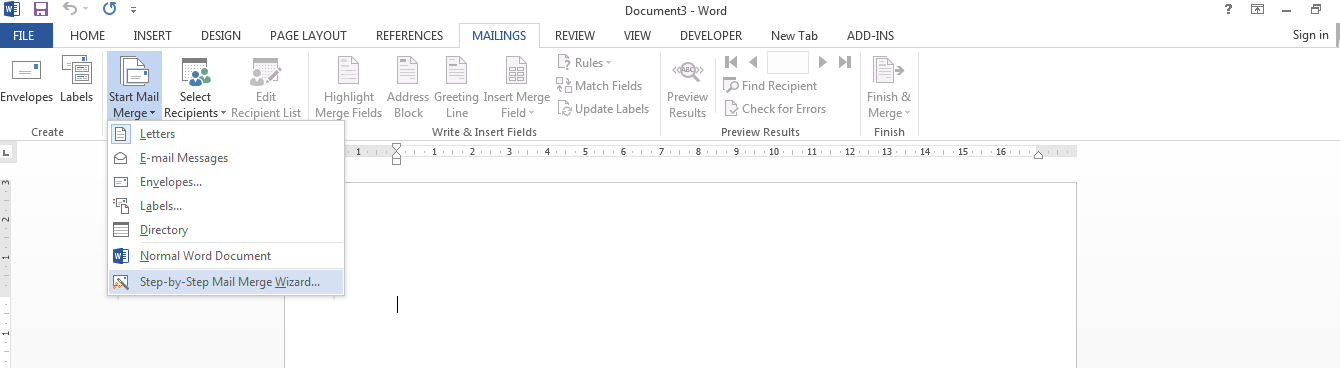 Document3 - Word
FILE HOME INSERT DESIGN PAGE LAYOUT REFERENCES MAILINGS REVIEW VIEW DEVELOPER New Tab ADD-INS Sign in
Envelopes Labels
Create
Start Mail Merge
Select Recipients
Edit Recipient List
Highlight Merge Fields
Address Block
Greeting Line
Insert Merge Field
Rules
Match Fields
Update Labels
Write & Insert Fields
Preview Results
Find Recipient
Check for Errors
Preview Results
Finish & Merge
Finish
Letters
E-mail Messages
Envelopes...
Labels...
Directory
Normal Word Document
Step-by-Step Mail Merge Wizard...
1 1 2 3 4 5 6 7 8 9 10 11 12 13 14 15 16
3
2
1
1